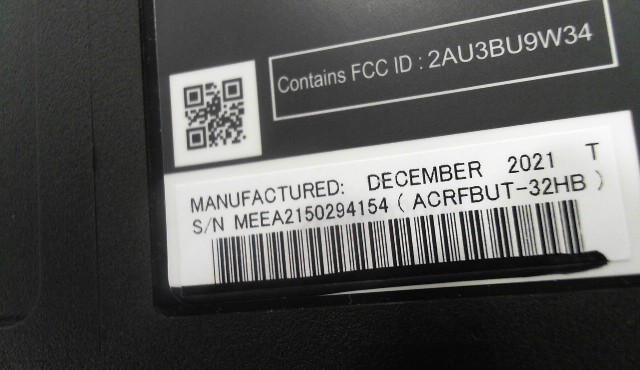 Contains FCC ID : 2AU3BU9W34
MANUFACTURED: DECEMBER 2021 T
S/N MEEA2150294154 ( ACRFBUT-32HB )